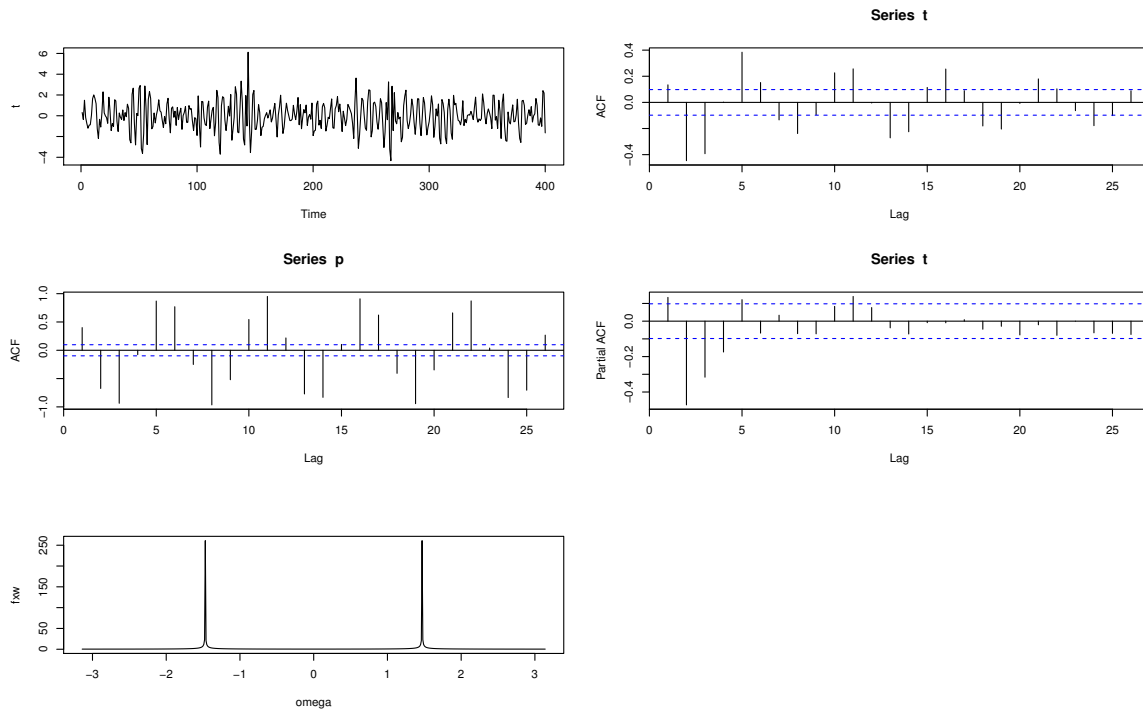 t
6
4
2
0
−4
0 100 200 300 400
Time
Series t
ACF
0.4
0.2
0.0
−0.4
0 5 10 15 20 25
Lag
Series p
ACF
1.0
0.5
0.0
−1.0
0 5 10 15 20 25
Lag
Series t
Partial ACF
0.0
−0.2
−0.4
0 5 10 15 20 25
Lag
fxw
250
150
50
0
−3 −2 −1 0 1 2 3
omega